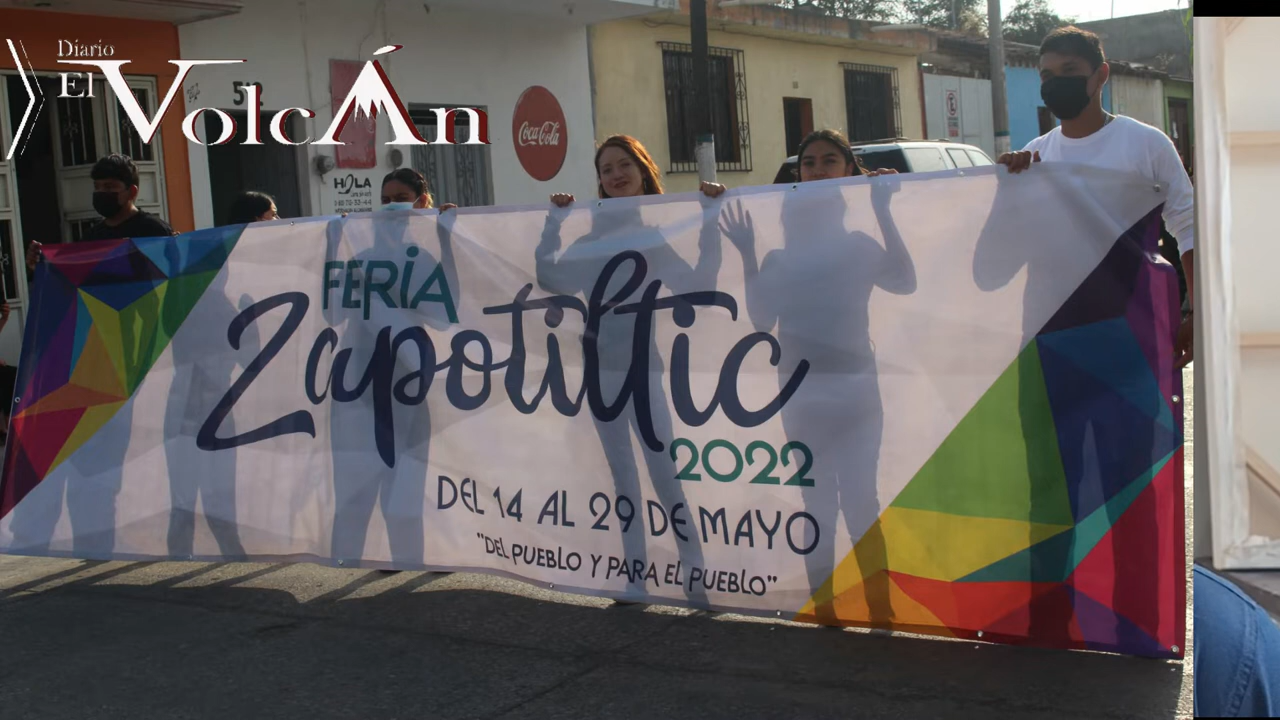 Diario
El Volcán
Coca-Cola
HOLA
FERiA
Zapotiltic
2022
DEL 14 AL 29 DE MAYO
"DEL PUEBLO Y PARA EL PUEBLO"